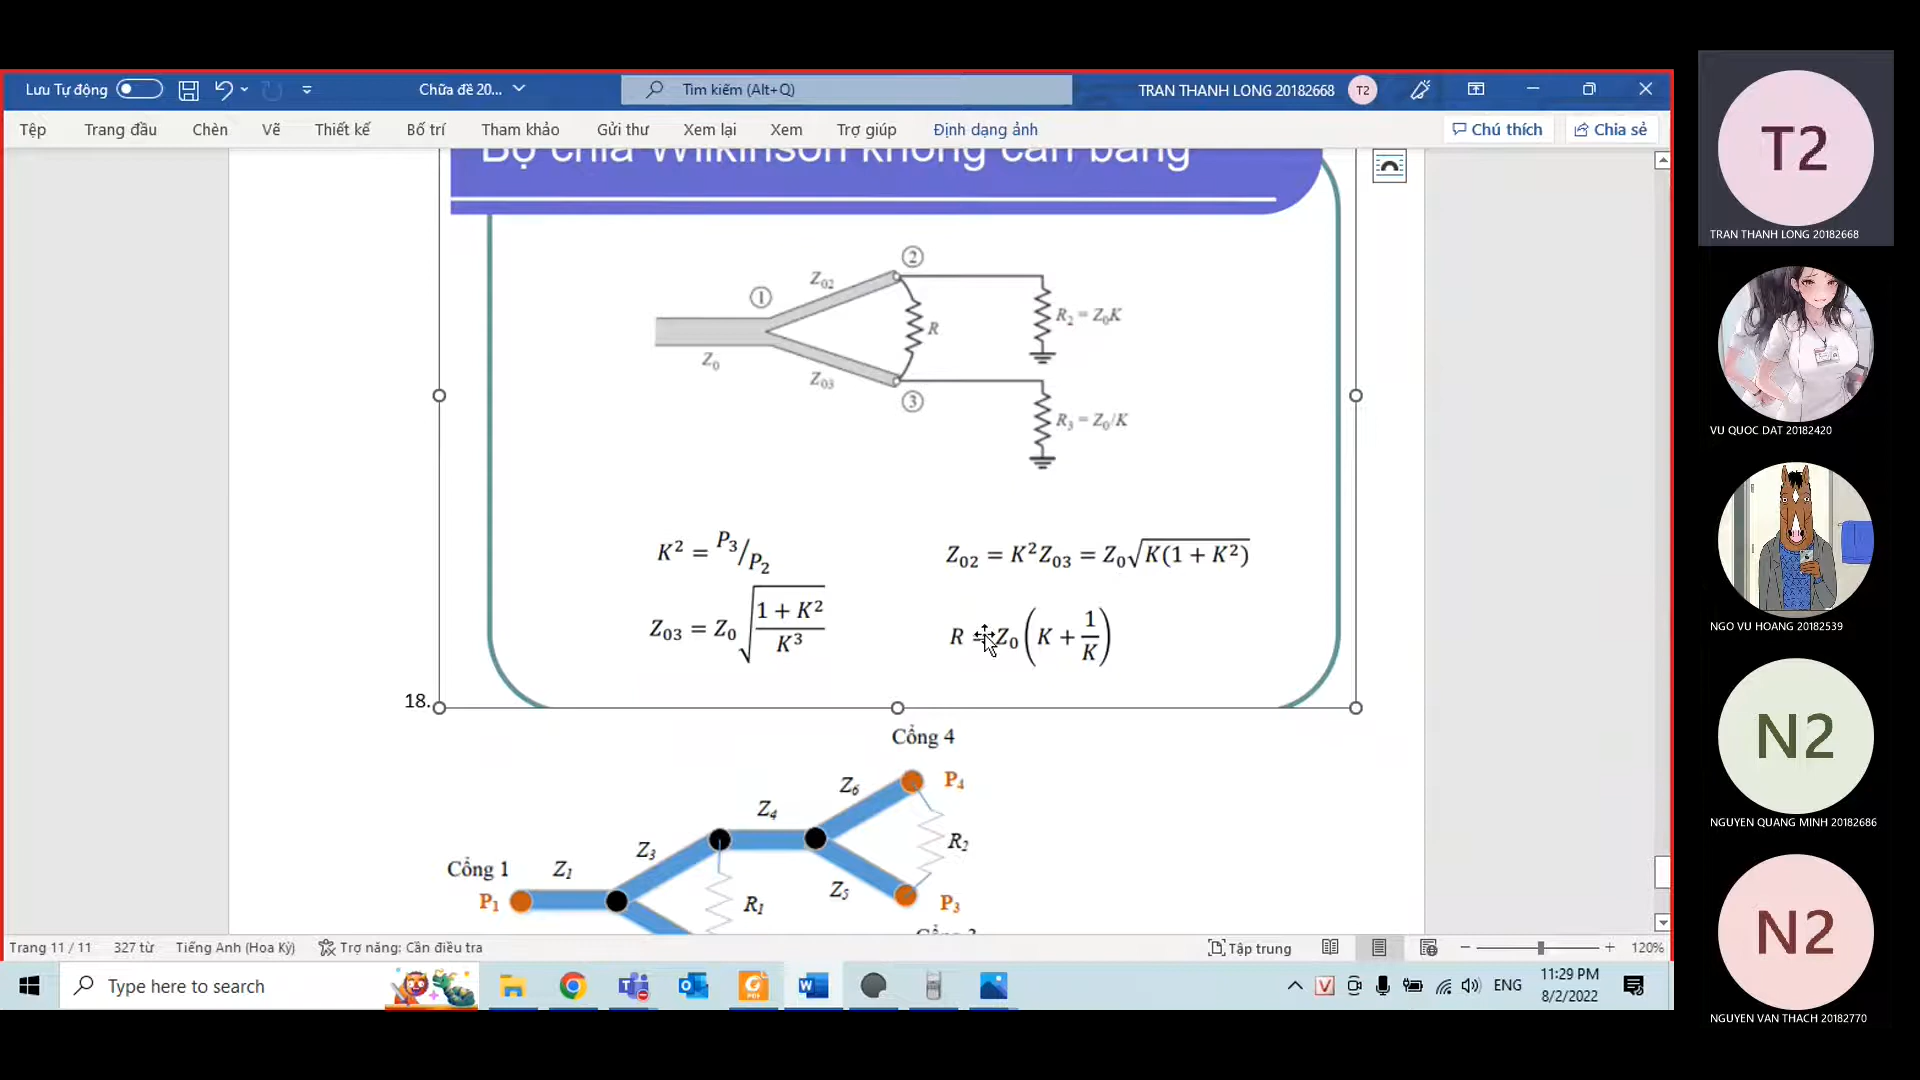 Lưu Tự động
Chữa đề 20...
Tìm kiếm (Alt+Q)
TRAN THANH LONG 20182668
T2
Tệp
Trang đầu
Chèn
Vẽ
Thiết kế
Bố trí
Tham khảo
Gửi thư
Xem lại
Xem
Trợ giúp
Định dạng ảnh
Chú thích
Chia sẻ
Bộ chia Wilkinson không cân bằng
1
2
3
Z₀
Z₀₂
Z₀₃
R
R₂ = Z₀K
R₃ = Z₀/K
K² = P₃/P₂
Z₀₂ = K²Z₀₃ = Z₀√(K(1 + K²))
Z₀₃ = Z₀√((1 + K²)/K³)
R = Z₀(K + 1/K)
18.
Cổng 4
P₄
Z₆
Z₄
R₂
Z₃
Cổng 1
Z₁
P₁
R₁
Z₅
P₃
Trang 11 / 11
327 từ
Tiếng Anh (Hoa Kỳ)
Trợ năng: Cần điều tra
Tập trung
120%
Type here to search
ENG
11:29 PM
8/2/2022
T2
TRAN THANH LONG 20182668
VU QUOC DAT 20182420
NGO VU HOANG 20182539
N2
NGUYEN QUANG MINH 20182686
N2
NGUYEN VAN THACH 20182770